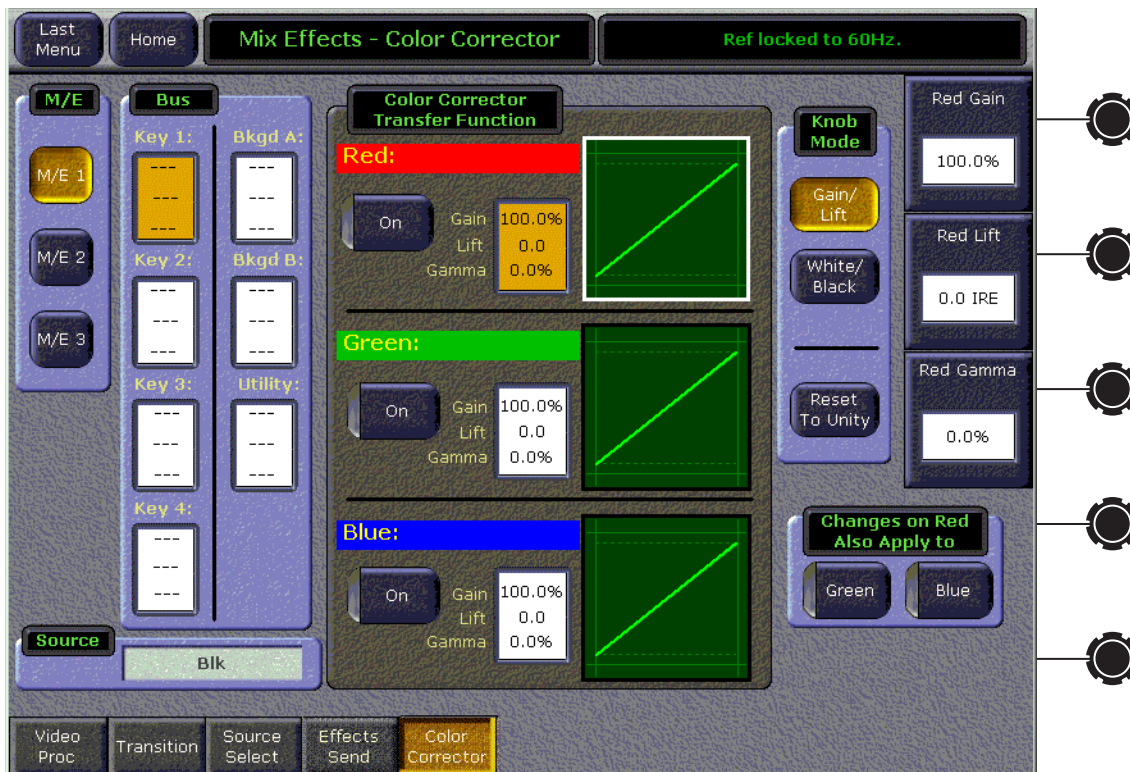 Last
Menu
Home
Mix Effects - Color Corrector
Ref locked to 60Hz.
M/E
M/E 1
M/E 2
M/E 3
Bus
Key 1:
---
---
---
Bkgd A:
---
---
---
Key 2:
---
---
---
Bkgd B:
---
---
---
Key 3:
---
---
---
Utility:
---
---
---
Key 4:
---
---
---
Source
Blk
Color Corrector
Transfer Function
Red:
On
Gain 100.0%
Lift 0.0
Gamma 0.0%
Green:
On
Gain 100.0%
Lift 0.0
Gamma 0.0%
Blue:
On
Gain 100.0%
Lift 0.0
Gamma 0.0%
Knob
Mode
Gain/
Lift
White/
Black
Reset
To Unity
Red Gain
100.0%
Red Lift
0.0 IRE
Red Gamma
0.0%
Changes on Red
Also Apply to
Green
Blue
Video
Proc
Transition
Source
Select
Effects
Send
Color
Corrector